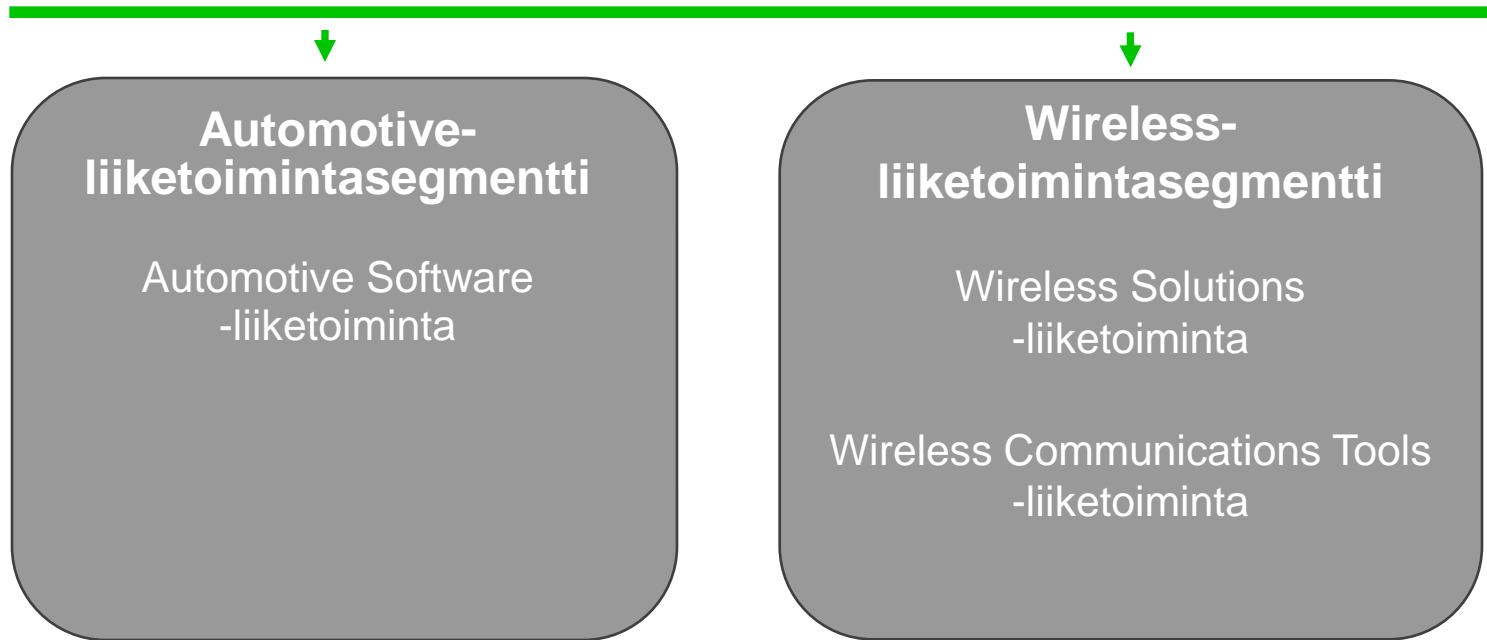 Automotive-
liiketoimintasegmentti
Automotive Software
-liiketoiminta
Wireless-
liiketoimintasegmentti
Wireless Solutions
-liiketoiminta
Wireless Communications Tools
-liiketoiminta